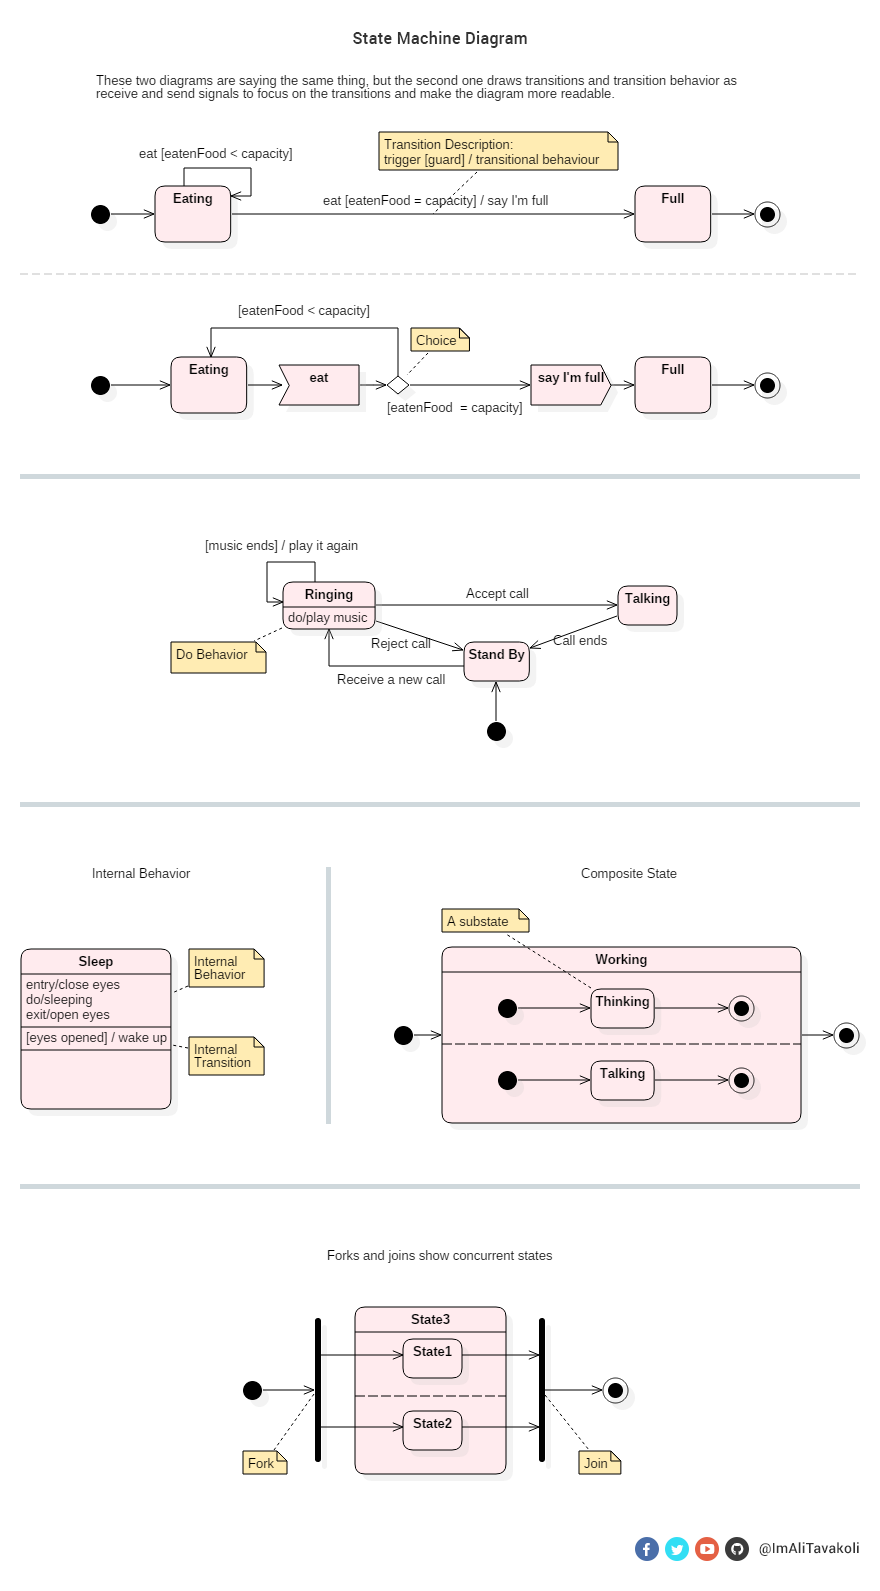 State Machine Diagram
These two diagrams are saying the same thing, but the second one draws transitions and transition behavior as
receive and send signals to focus on the transitions and make the diagram more readable.
Transition Description:
trigger [guard] / transitional behaviour
eat [eatenFood < capacity]
Eating
eat [eatenFood = capacity] / say I'm full
Full
[eatenFood < capacity]
Choice
Eating
eat
say I'm full
Full
[eatenFood  = capacity]
[music ends] / play it again
Ringing
do/play music
Accept call
Talking
Do Behavior
Reject call
Stand By
Call ends
Receive a new call
Internal Behavior
Composite State
Sleep
entry/close eyes
do/sleeping
exit/open eyes
[eyes opened] / wake up
Internal
Behavior
Internal
Transition
A substate
Working
Thinking
Talking
Forks and joins show concurrent states
State3
State1
State2
Fork
Join
@ImAliTavakoli